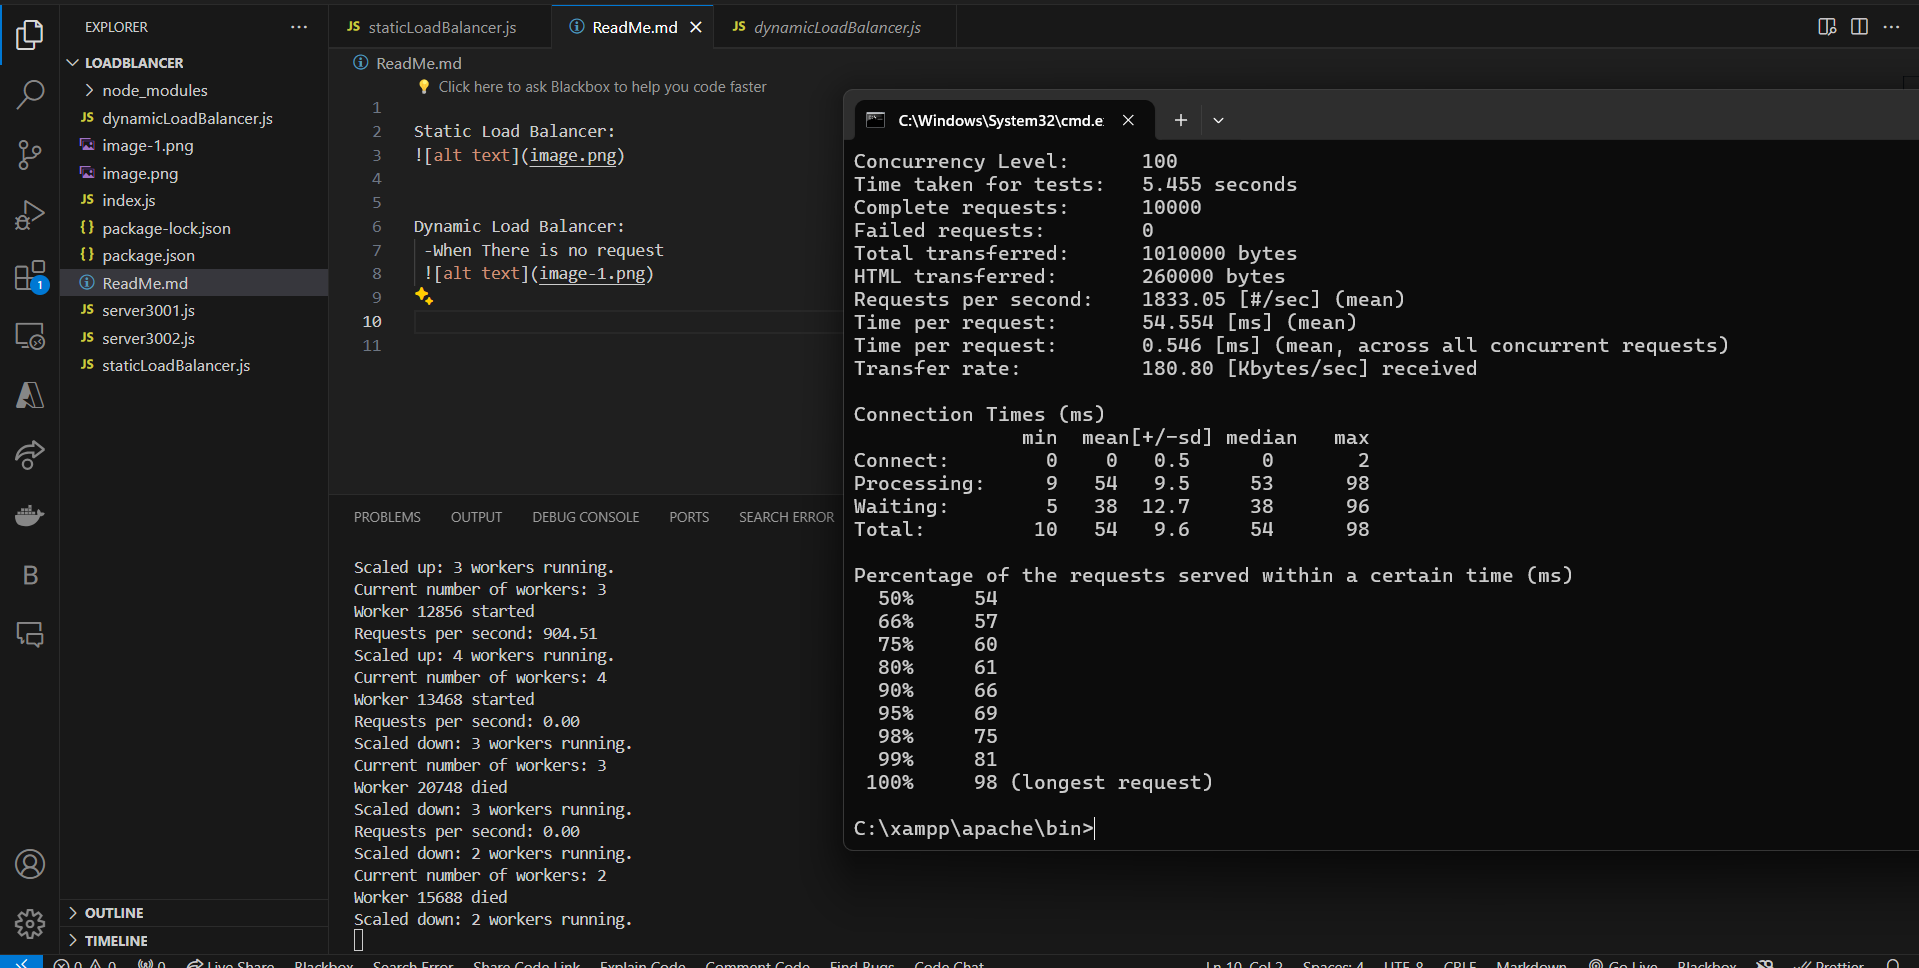 EXPLORER
LOADBLANCER
node_modules
JS dynamicLoadBalancer.js
image-1.png
image.png
JS index.js
{} package-lock.json
{} package.json
ReadMe.md
JS server3001.js
JS server3002.js
JS staticLoadBalancer.js
OUTLINE
TIMELINE
1
B
JS staticLoadBalancer.js
ReadMe.md
JS dynamicLoadBalancer.js
ReadMe.md
Click here to ask Blackbox to help you code faster
1
2 Static Load Balancer:
3 ![alt text](image.png)
4
5
6 Dynamic Load Balancer:
7 -When There is no request
8 ![alt text](image-1.png)
9
10
11
PROBLEMS OUTPUT DEBUG CONSOLE PORTS SEARCH ERROR
Scaled up: 3 workers running.
Current number of workers: 3
Worker 12856 started
Requests per second: 904.51
Scaled up: 4 workers running.
Current number of workers: 4
Worker 13468 started
Requests per second: 0.00
Scaled down: 3 workers running.
Current number of workers: 3
Worker 20748 died
Scaled down: 3 workers running.
Requests per second: 0.00
Scaled down: 2 workers running.
Current number of workers: 2
Worker 15688 died
Scaled down: 2 workers running.
C:\Windows\System32\cmd.e
Concurrency Level: 100
Time taken for tests: 5.455 seconds
Complete requests: 10000
Failed requests: 0
Total transferred: 1010000 bytes
HTML transferred: 260000 bytes
Requests per second: 1833.05 [#/sec] (mean)
Time per request: 54.554 [ms] (mean)
Time per request: 0.546 [ms] (mean, across all concurrent requests)
Transfer rate: 180.80 [Kbytes/sec] received
Connection Times (ms)
min mean[+/-sd] median max
Connect: 0 0 0.5 0 2
Processing: 9 54 9.5 53 98
Waiting: 5 38 12.7 38 96
Total: 10 54 9.6 54 98
Percentage of the requests served within a certain time (ms)
50% 54
66% 57
75% 60
80% 61
90% 66
95% 69
98% 75
99% 81
100% 98 (longest request)
C:\xampp\apache\bin>
0 0 0 Live Share Blackbox Search Error Share Code Link Explain Code Comment Code Find Bugs Code Chat Ln 10, Col 2 Spaces: 4 UTF-8 CRLF Markdown Go Live Blackbox Prettier